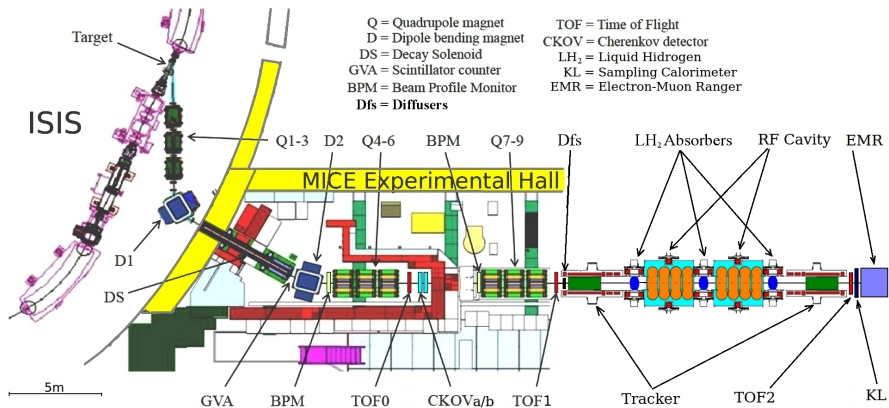 Q = Quadrupole magnet
D = Dipole bending magnet
DS = Decay Solenoid
GVA = Scintillator counter
BPM = Beam Profile Monitor
Dfs = Diffusers
TOF = Time of Flight
CKOV = Cherenkov detector
LH₂ = Liquid Hidrogen
KL = Sampling Calorimeter
EMR = Electron-Muon Ranger
Target
ISIS
Q1-3 D2 Q4-6 BPM Q7-9 Dfs LH₂ Absorbers RF Cavity EMR
MICE Experimental Hall
D1
DS
5m
GVA BPM TOF0 CKOVa/b TOF1 Tracker TOF2 KL